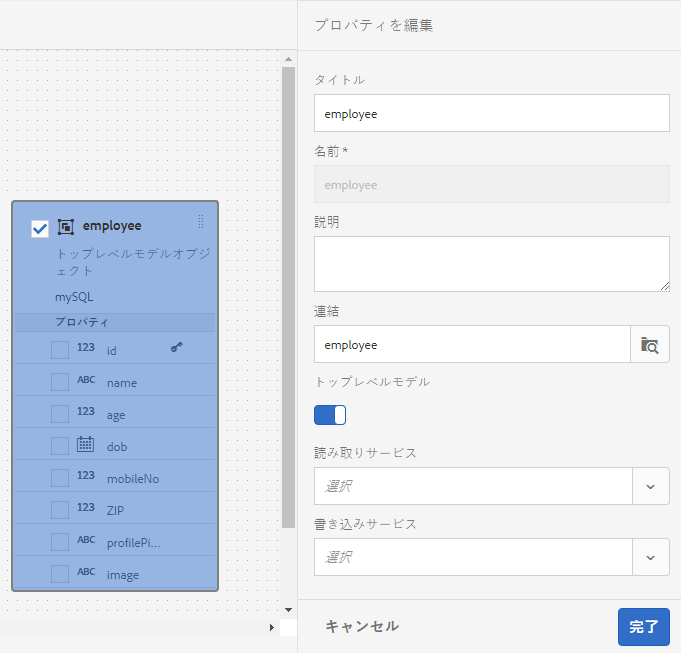 employee
トップレベルモデルオブジ
ェクト
mySQL
プロパティ
123 id
ABC name
123 age
dob
123 mobileNo
123 ZIP
ABC profilePi...
ABC image
プロパティを編集
タイトル
employee
名前 *
employee
説明
連結
employee
トップレベルモデル
読み取りサービス
選択
書き込みサービス
選択
キャンセル
完了